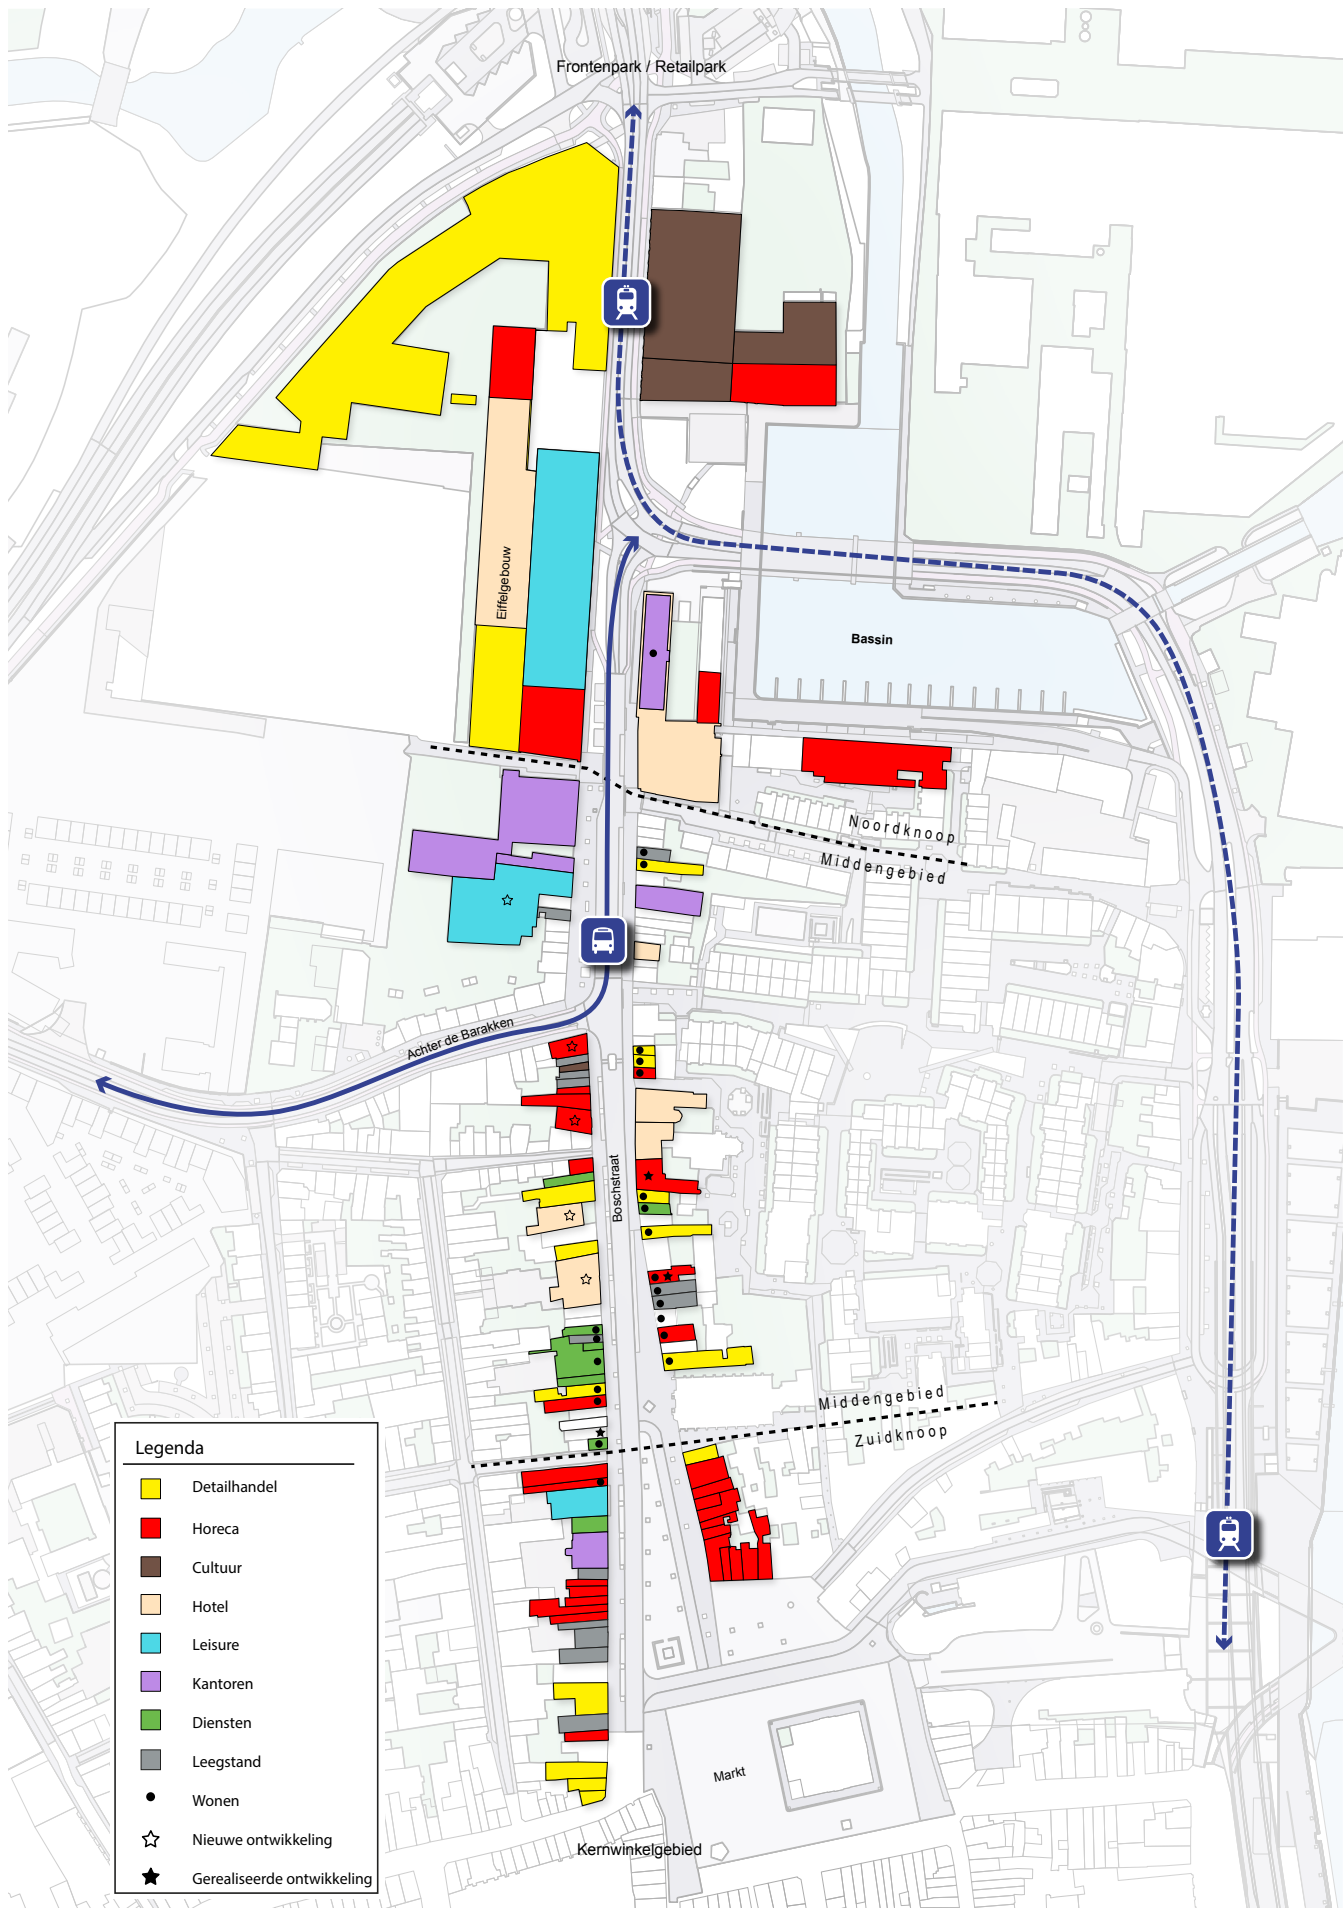 Frontenpark / Retailpark
Eiffelgebouw
Bassin
Noordknoop
Middengebied
Achter de Barakken
Boschstraat
Middengebied
Zuidknoop
Legenda
Detailhandel
Horeca
Cultuur
Hotel
Leisure
Kantoren
Diensten
Leegstand
Wonen
Nieuwe ontwikkeling
Gerealiseerde ontwikkeling
Markt
Kernwinkelgebied